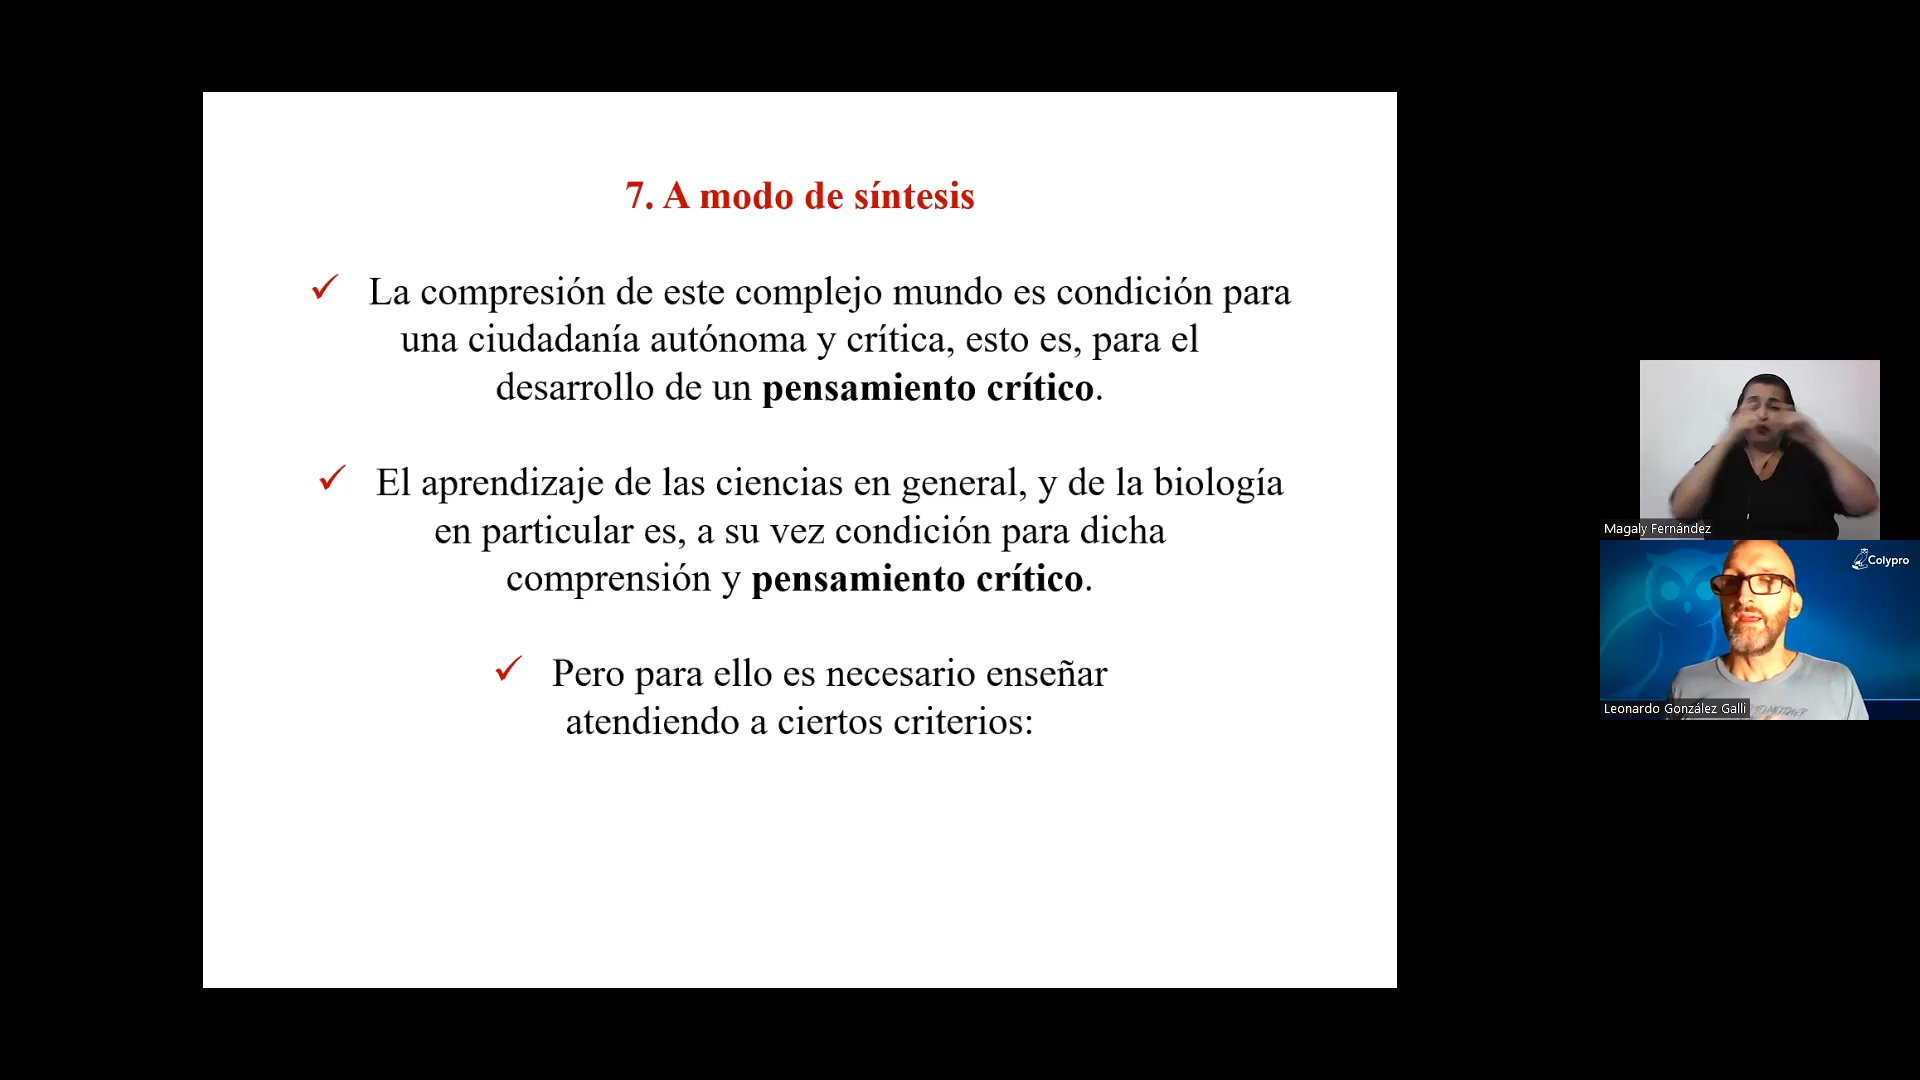 7. A modo de síntesis
✓ La compresión de este complejo mundo es condición para
una ciudadanía autónoma y crítica, esto es, para el
desarrollo de un pensamiento crítico.
✓ El aprendizaje de las ciencias en general, y de la biología
en particular es, a su vez condición para dicha
comprensión y pensamiento crítico.
✓ Pero para ello es necesario enseñar
atendiendo a ciertos criterios:
Magaly Fernández
Colypro
Leonardo González Galli